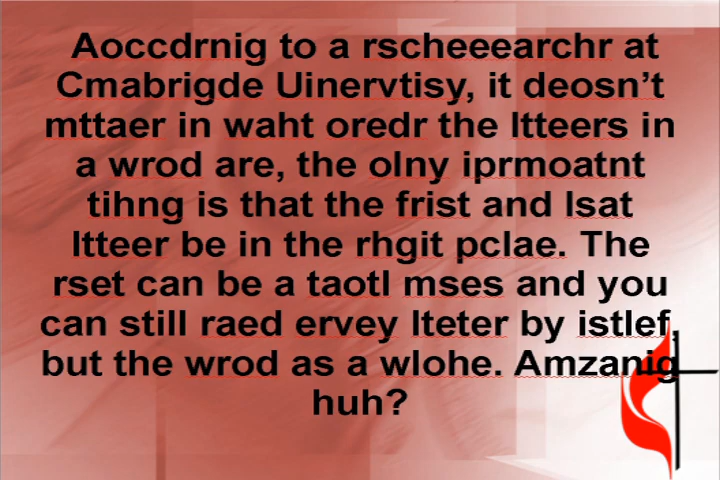 Aoccdrnig to a rscheeearchr at
Cmabrigde Uinervtisy, it deosn’t
mttaer in waht oredr the ltteers in
a wrod are, the olny iprmoatnt
tihng is that the frist and lsat
ltteer be in the rhgit pclae. The
rset can be a taotl mses and you
can still raed ervey lteter by istlef,
but the wrod as a wlohe. Amzanig
huh?